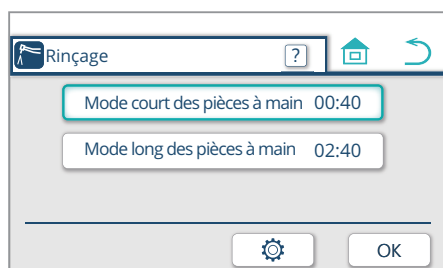 Rinçage ?
Mode court des pièces à main 00:40
Mode long des pièces à main 02:40
OK